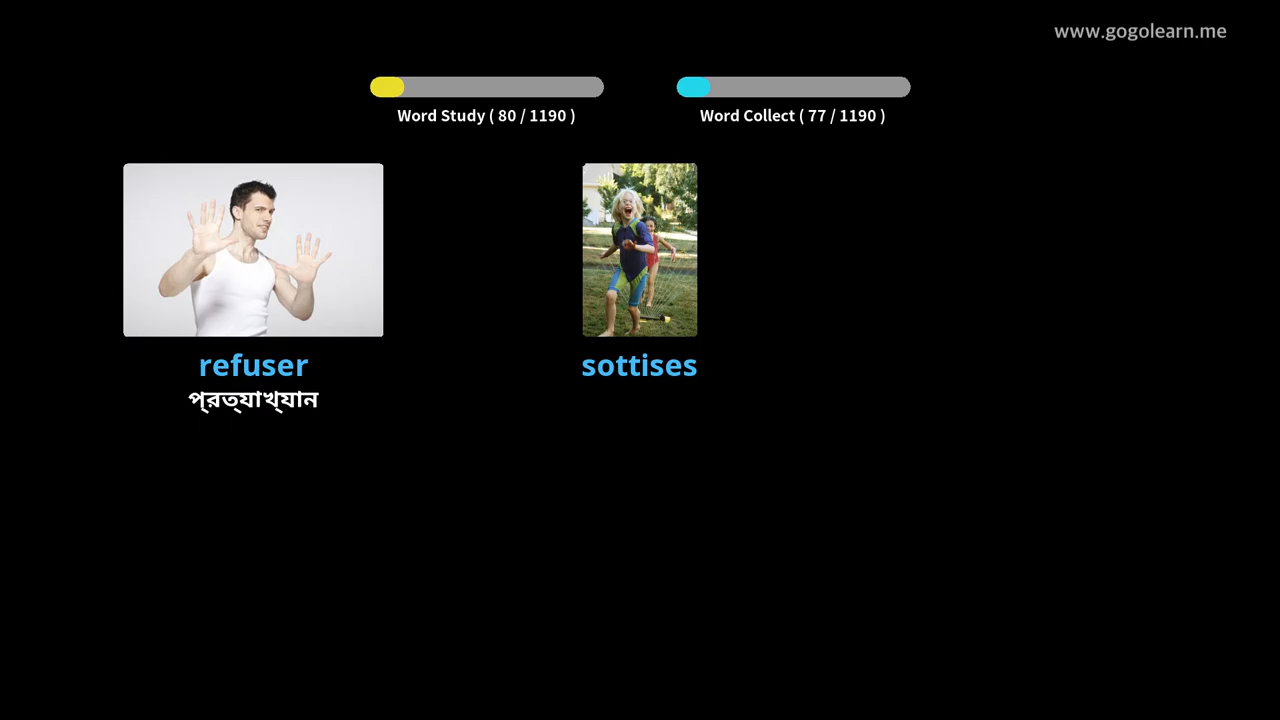 www.gogolearn.me
Word Study ( 80 / 1190 )
Word Collect ( 77 / 1190 )
refuser
প্রত্যাখ্যান
sottises